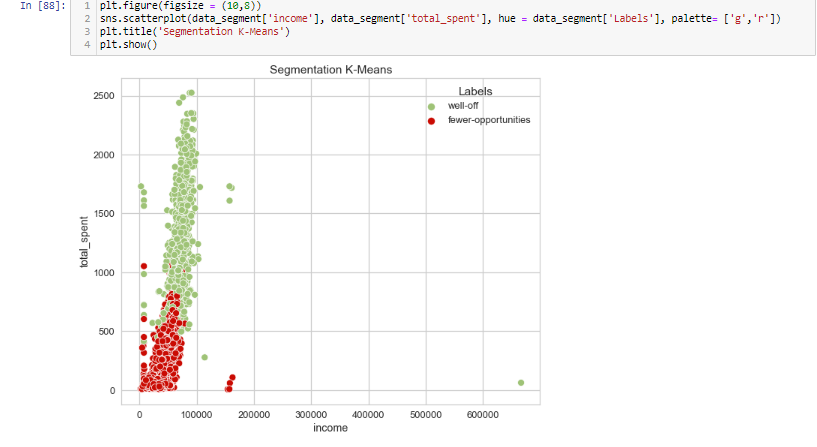 In [88]:
1 plt.figure(figsize = (10,8))
2 sns.scatterplot(data_segment['income'], data_segment['total_spent'], hue = data_segment['Labels'], palette= ['g','r'])
3 plt.title('Segmentation K-Means')
4 plt.show()
Segmentation K-Means
Labels
well-off
fewer-opportunities
2500
2000
1500
1000
500
0
total_spent
0 100000 200000 300000 400000 500000 600000
income